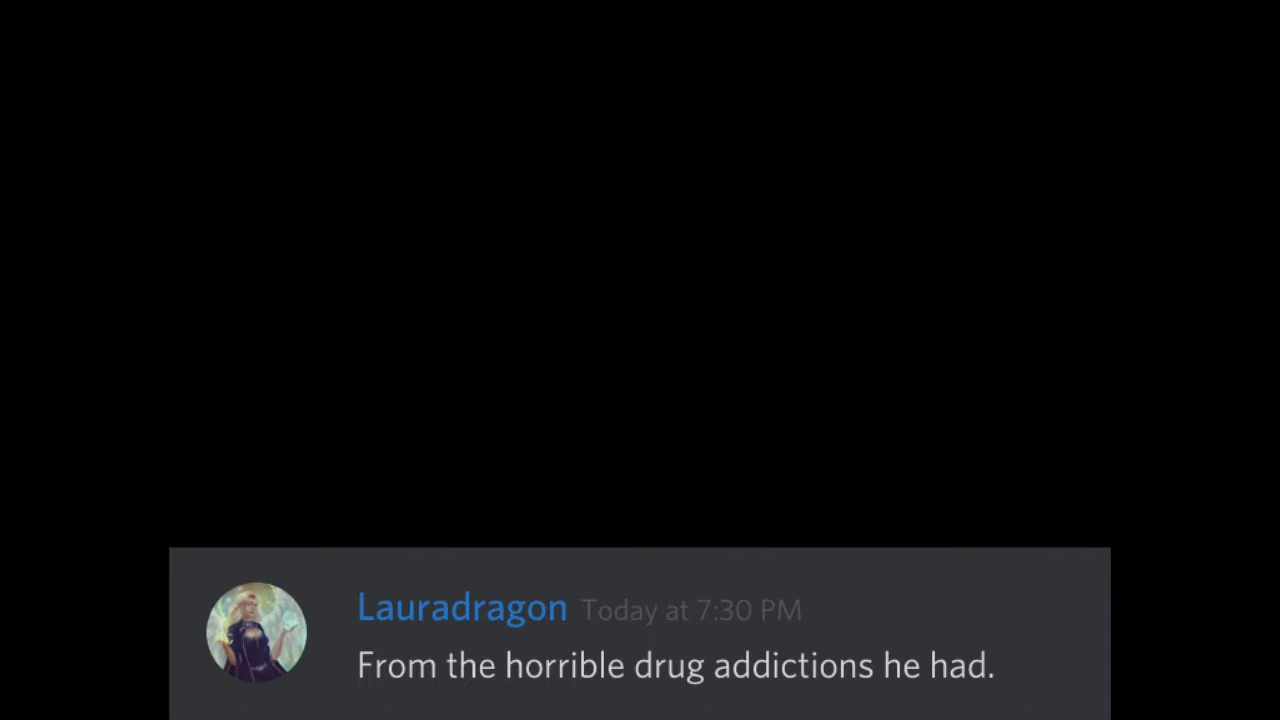 Lauradragon Today at 7:30 PM
From the horrible drug addictions he had.